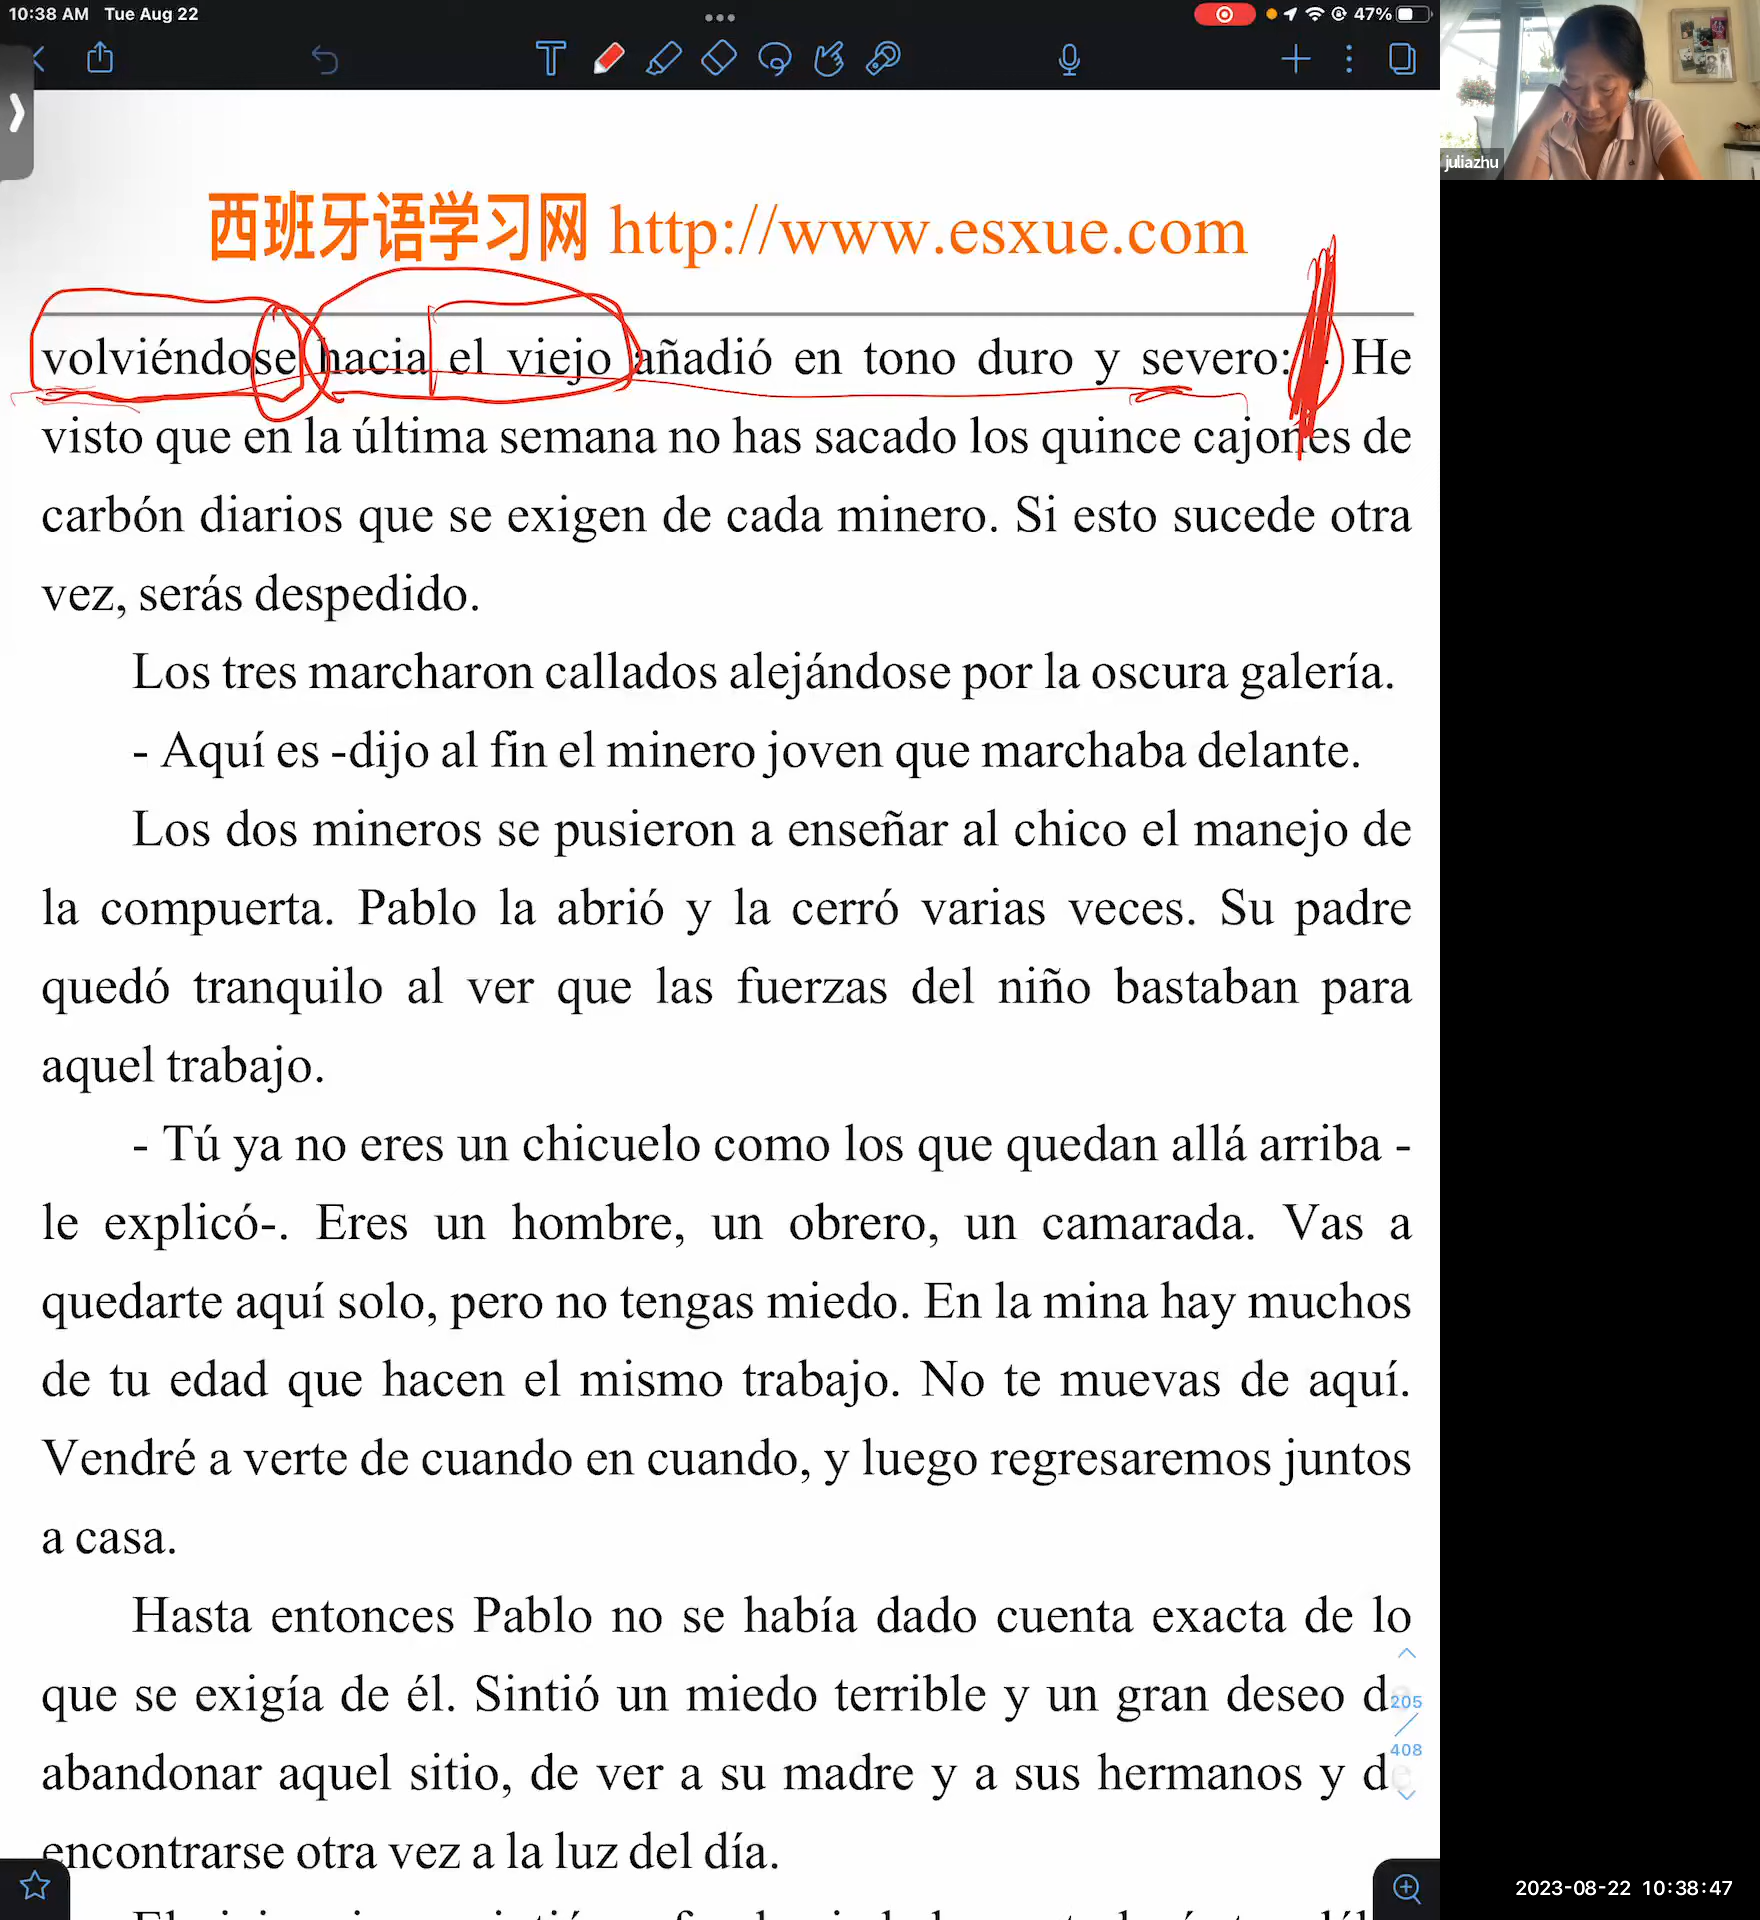 10:38 AM Tue Aug 22
47%
juliazhu
西班牙语学习网 http://www.esxue.com
volviéndose hacia el viejo añadió en tono duro y severo: - He
visto que en la última semana no has sacado los quince cajones de
carbón diarios que se exigen de cada minero. Si esto sucede otra
vez, serás despedido.
Los tres marcharon callados alejándose por la oscura galería.
- Aquí es -dijo al fin el minero joven que marchaba delante.
Los dos mineros se pusieron a enseñar al chico el manejo de
la compuerta. Pablo la abrió y la cerró varias veces. Su padre
quedó tranquilo al ver que las fuerzas del niño bastaban para
aquel trabajo.
- Tú ya no eres un chicuelo como los que quedan allá arriba -
le explicó-. Eres un hombre, un obrero, un camarada. Vas a
quedarte aquí solo, pero no tengas miedo. En la mina hay muchos
de tu edad que hacen el mismo trabajo. No te muevas de aquí.
Vendré a verte de cuando en cuando, y luego regresaremos juntos
a casa.
Hasta entonces Pablo no se había dado cuenta exacta de lo
que se exigía de él. Sintió un miedo terrible y un gran deseo de
205
408
abandonar aquel sitio, de ver a su madre y a sus hermanos y de
encontrarse otra vez a la luz del día.
2023-08-22 10:38:47